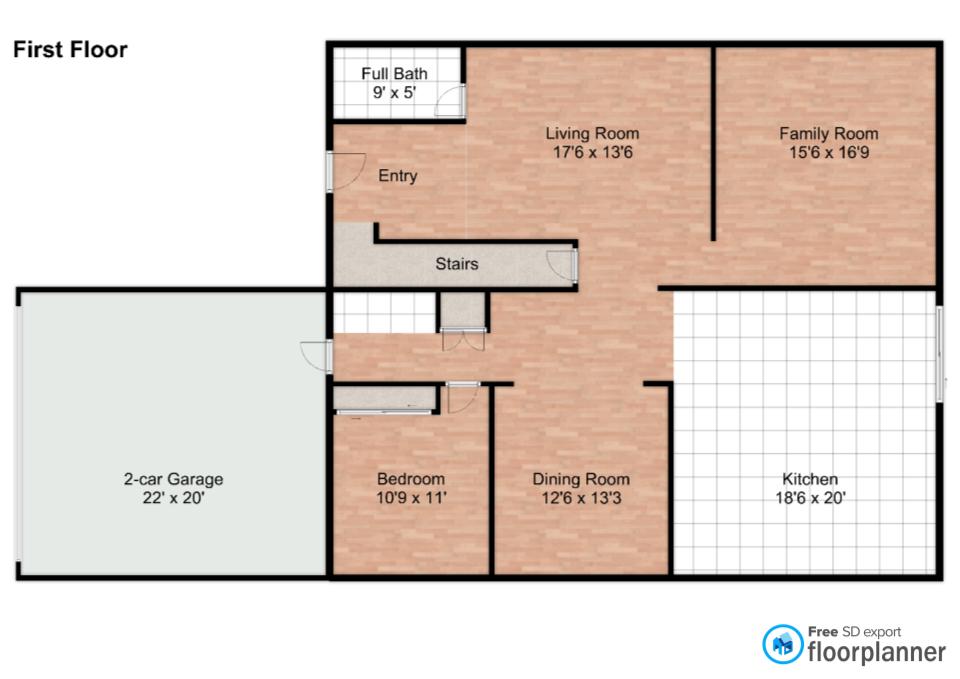 First Floor
Full Bath
9' x 5'
Living Room
17'6 x 13'6
Family Room
15'6 x 16'9
Entry
Stairs
2-car Garage
22' x 20'
Bedroom
10'9 x 11'
Dining Room
12'6 x 13'3
Kitchen
18'6 x 20'
Free SD export
floorplanner